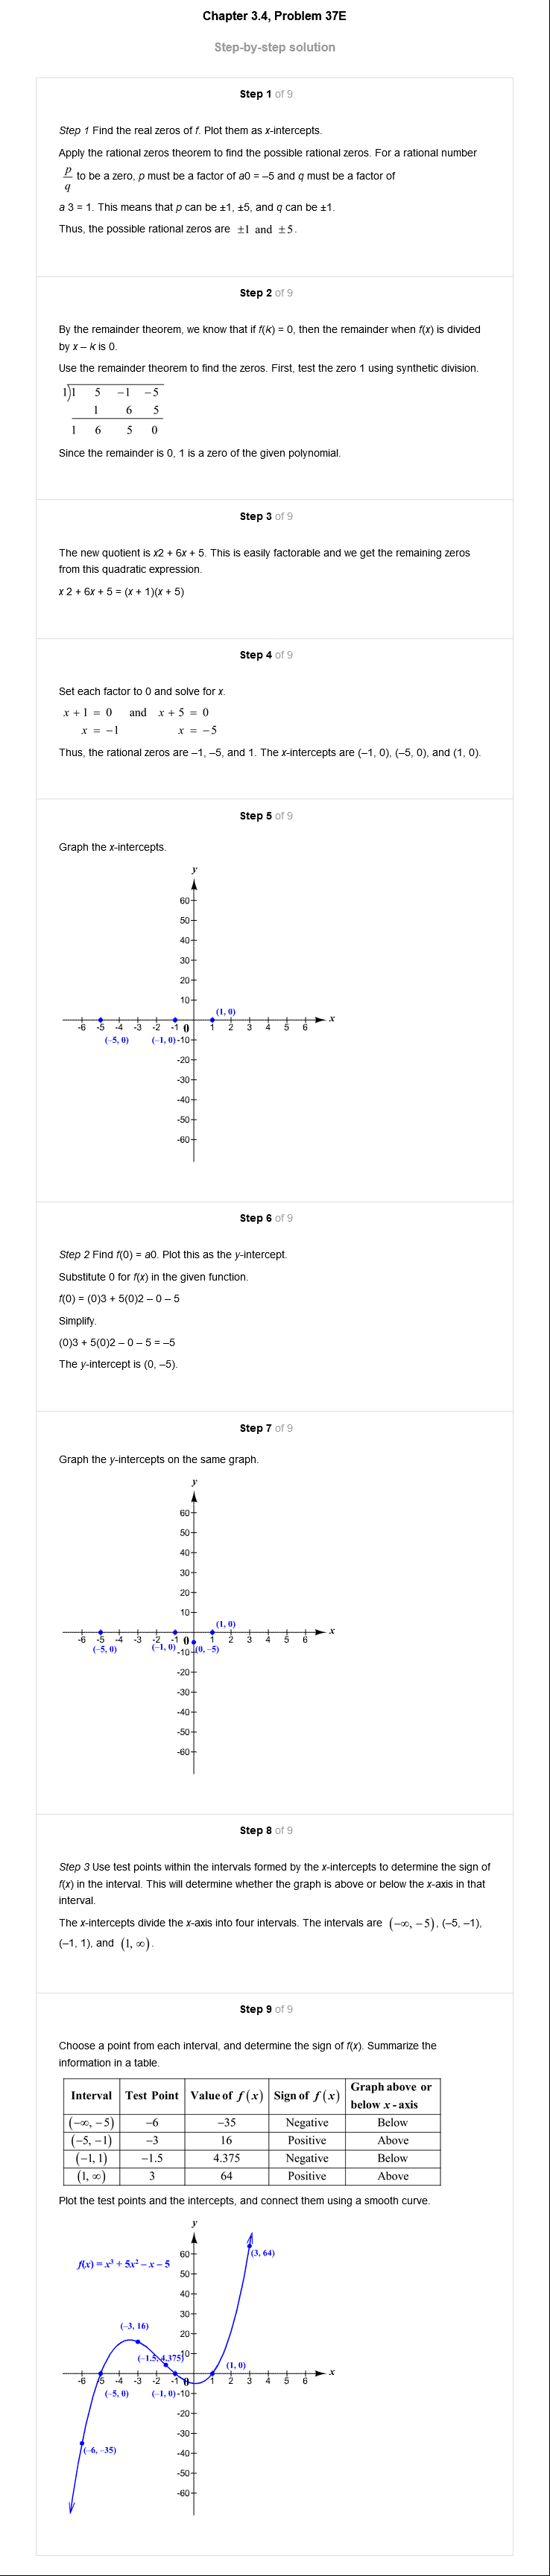 Chapter 3.4, Problem 37E
Step-by-step solution
Step 1 of 9
Step 1 Find the real zeros of f. Plot them as x-intercepts.
Apply the rational zeros theorem to find the possible rational zeros. For a rational number
p/q to be a zero, p must be a factor of a0 = –5 and q must be a factor of
a 3 = 1. This means that p can be ±1, ±5, and q can be ±1.
Thus, the possible rational zeros are ±1 and ±5.
Step 2 of 9
By the remainder theorem, we know that if f(k) = 0, then the remainder when f(x) is divided
by x – k is 0.
Use the remainder theorem to find the zeros. First, test the zero 1 using synthetic division.
1)1 5 −1 −5
1 6 5
1 6 5 0
Since the remainder is 0, 1 is a zero of the given polynomial.
Step 3 of 9
The new quotient is x2 + 6x + 5. This is easily factorable and we get the remaining zeros
from this quadratic expression.
x 2 + 6x + 5 = (x + 1)(x + 5)
Step 4 of 9
Set each factor to 0 and solve for x.
x + 1 = 0 and x + 5 = 0
x = −1 x = −5
Thus, the rational zeros are –1, –5, and 1. The x-intercepts are (–1, 0), (–5, 0), and (1, 0).
Step 5 of 9
Graph the x-intercepts.
y
60
50
40
30
20
10
(1, 0)
x
-6 -5 -4 -3 -2 -1 0 1 2 3 4 5 6
(−5, 0) (−1, 0) -10
-20
-30
-40
-50
-60
Step 6 of 9
Step 2 Find f(0) = a0. Plot this as the y-intercept.
Substitute 0 for f(x) in the given function.
f(0) = (0)3 + 5(0)2 – 0 – 5
Simplify.
(0)3 + 5(0)2 – 0 – 5 = –5
The y-intercept is (0, –5).
Step 7 of 9
Graph the y-intercepts on the same graph.
y
60
50
40
30
20
10
(1, 0)
x
-6 -5 -4 -3 -2 -1 0 1 2 3 4 5 6
(−5, 0) (−1, 0) -10 (0, −5)
-20
-30
-40
-50
-60
Step 8 of 9
Step 3 Use test points within the intervals formed by the x-intercepts to determine the sign of
f(x) in the interval. This will determine whether the graph is above or below the x-axis in that
interval.
The x-intercepts divide the x-axis into four intervals. The intervals are (−∞, −5), (–5, –1),
(–1, 1), and (1, ∞).
Step 9 of 9
Choose a point from each interval, and determine the sign of f(x). Summarize the
information in a table.
Interval Test Point Value of f(x) Sign of f(x) Graph above or below x-axis
(−∞, −5) −6 −35 Negative Below
(−5, −1) −3 16 Positive Above
(−1, 1) −1.5 4.375 Negative Below
(1, ∞) 3 64 Positive Above
Plot the test points and the intercepts, and connect them using a smooth curve.
y
60
(3, 64)
f(x) = x³ + 5x² − x − 5
50
40
30
20
(−3, 16)
(−1.5, 4.375)
10
(1, 0)
x
-6 -5 -4 -3 -2 -1 0 1 2 3 4 5 6
(−5, 0) (−1, 0) -10
-20
-30
-40
(−6, −35)
-50
-60